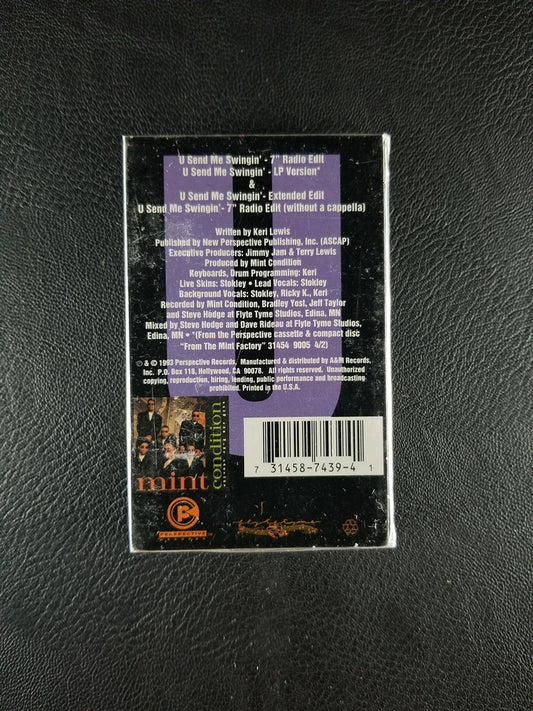 U Send Me Swingin' - 7" Radio Edit
U Send Me Swingin' - LP Version*
&
U Send Me Swingin'- Extended Edit
U Send Me Swingin'- 7" Radio Edit (without a cappella)
Written by Keri Lewis
Published by New Perspective Publishing, Inc. (ASCAP)
Executive Producers: Jimmy Jam & Terry Lewis
Produced by Mint Condition
Keyboards, Drum Programming: Keri
Live Skins: Stokley • Lead Vocals: Stokley
Background Vocals: Stokley, Ricky K., Keri
Recorded by Mint Condition, Bradley Yost, Jeff Taylor
and Steve Hodge at Flyte Tyme Studios, Edina, MN
Mixed by Steve Hodge and Dave Rideau at Flyte Tyme Studios,
Edina, MN • *(From the Perspective cassette & compact disc
"From The Mint Factory" 31454 9005 4/2)
℗ & © 1993 Perspective Records, Manufactured & distributed by A&M Records,
Inc. P.O. Box 118, Hollywood, CA 90078. All rights reserved. Unauthorized
copying, reproduction, hiring, lending, public performance and broadcasting
prohibited. Printed in the U.S.A.
mint
condition
7 31458-7439-4 1
PERSPECTIVE